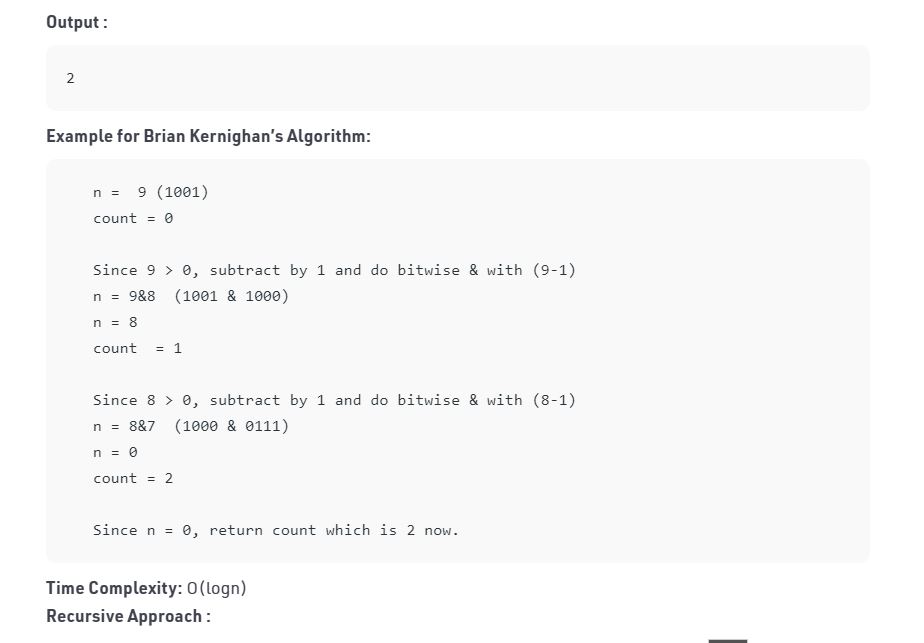 Output :
2
Example for Brian Kernighan's Algorithm:
n =  9 (1001)
count = 0
Since 9 > 0, subtract by 1 and do bitwise & with (9-1)
n = 9&8  (1001 & 1000)
n = 8
count  = 1
Since 8 > 0, subtract by 1 and do bitwise & with (8-1)
n = 8&7  (1000 & 0111)
n = 0
count = 2
Since n = 0, return count which is 2 now.
Time Complexity: O(logn)
Recursive Approach :